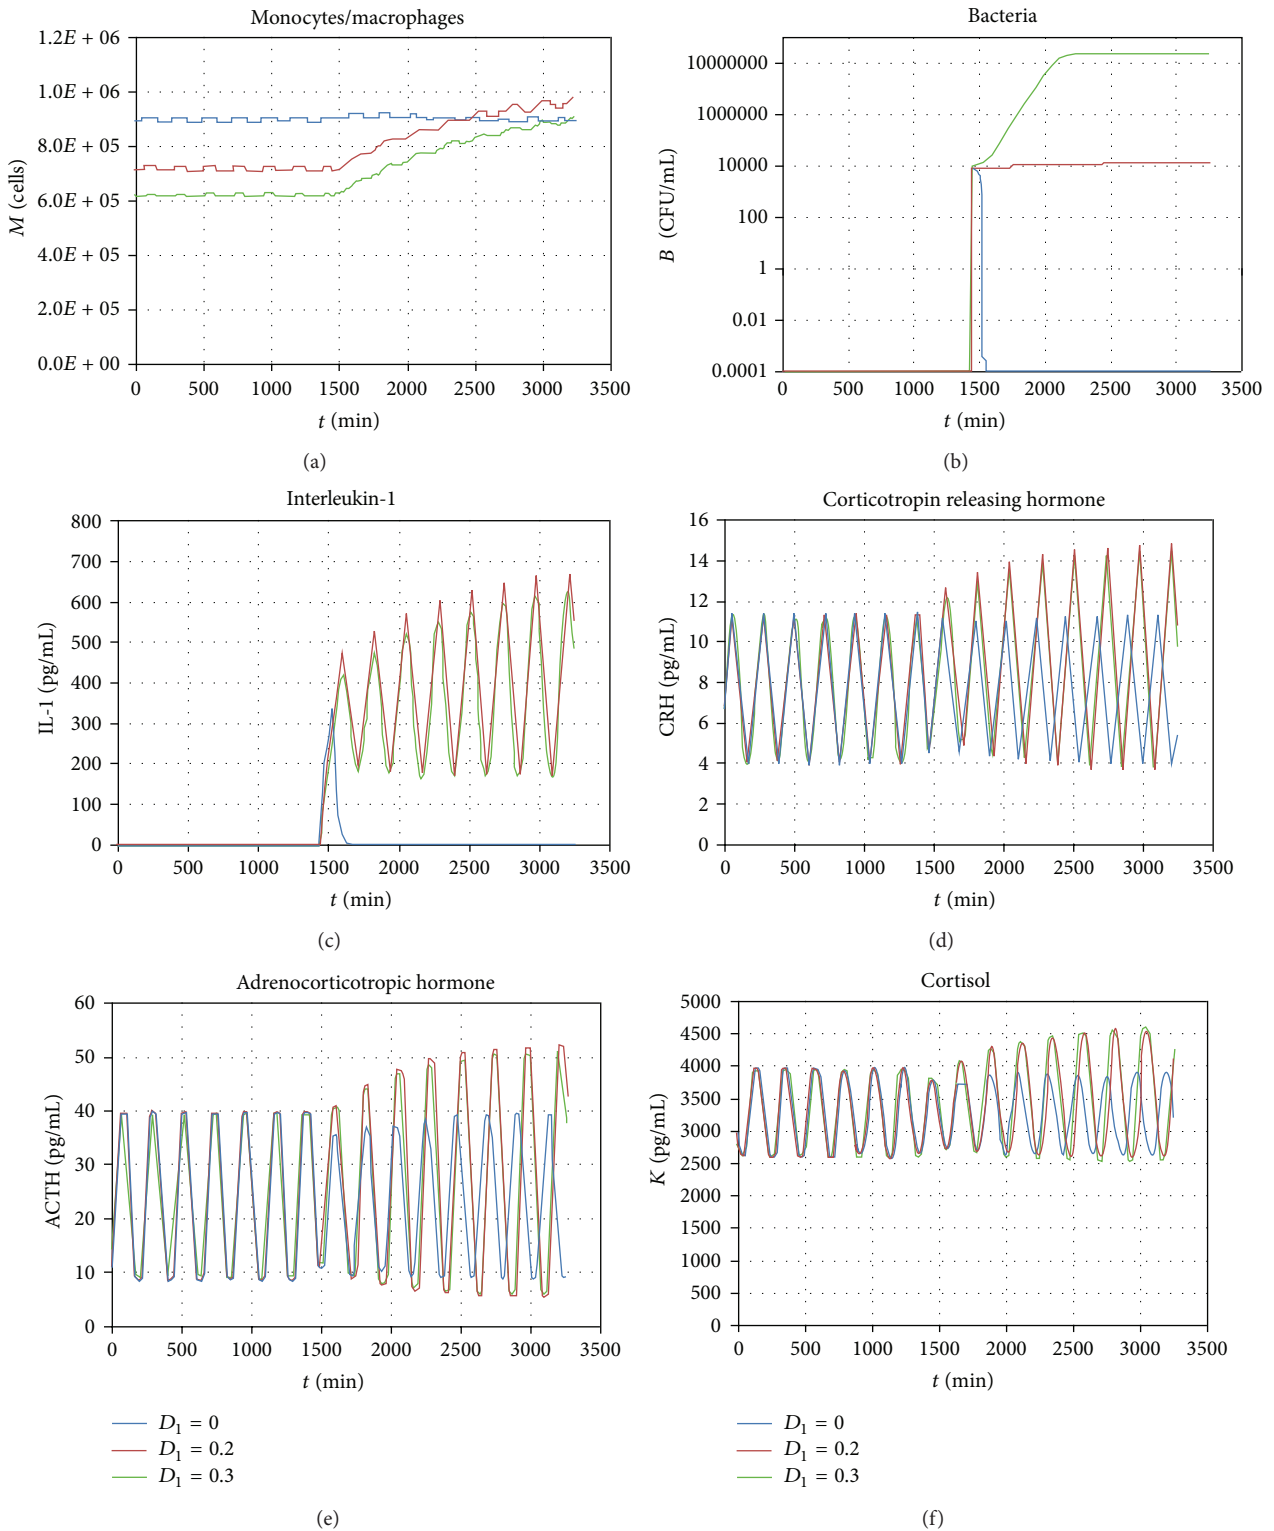 Monocytes/macrophages
1.2E + 06
1.0E + 06
8.0E + 05
6.0E + 05
4.0E + 05
2.0E + 05
0.0E + 00
M (cells)
0 500 1000 1500 2000 2500 3000 3500
t (min)
(a)
Bacteria
10000000
1000000
10000
100
1
0.01
0.0001
B (CFU/mL)
0 500 1000 1500 2000 2500 3000 3500
t (min)
(b)
Interleukin-1
800
700
600
500
400
300
200
100
0
IL-1 (pg/mL)
0 500 1000 1500 2000 2500 3000 3500
t (min)
(c)
Corticotropin releasing hormone
16
14
12
10
8
6
4
2
0
CRH (pg/mL)
0 500 1000 1500 2000 2500 3000 3500
t (min)
(d)
Adrenocorticotropic hormone
60
50
40
30
20
10
0
ACTH (pg/mL)
0 500 1000 1500 2000 2500 3000 3500
t (min)
D₁ = 0
D₁ = 0.2
D₁ = 0.3
(e)
Cortisol
5000
4500
4000
3500
3000
2500
2000
1500
1000
500
0
K (pg/mL)
0 500 1000 1500 2000 2500 3000 3500
t (min)
D₁ = 0
D₁ = 0.2
D₁ = 0.3
(f)